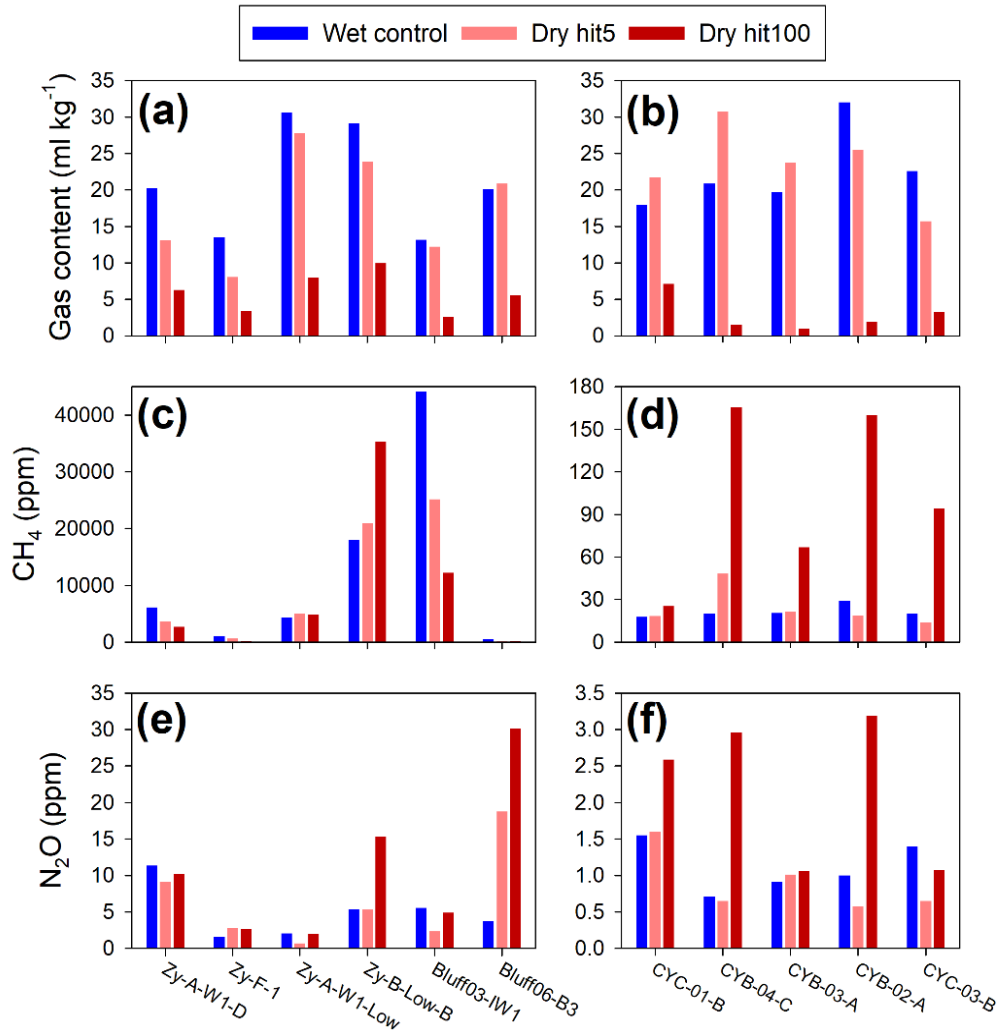 Wet control Dry hit5 Dry hit100
Gas content (ml kg⁻¹)
35
30
25
20
15
10
5
0
(a)
35
30
25
20
15
10
5
0
(b)
CH₄ (ppm)
40000
30000
20000
10000
0
(c)
180
150
120
90
60
30
0
(d)
N₂O (ppm)
35
30
25
20
15
10
5
0
(e)
Zy-A-W1-D
Zy-F-1
Zy-A-W1-Low
Zy-B-Low-B
Bluff03-IW1
Bluff06-B3
3.5
3.0
2.5
2.0
1.5
1.0
0.5
0.0
(f)
CYC-01-B
CYB-04-C
CYB-03-A
CYB-02-A
CYC-03-B